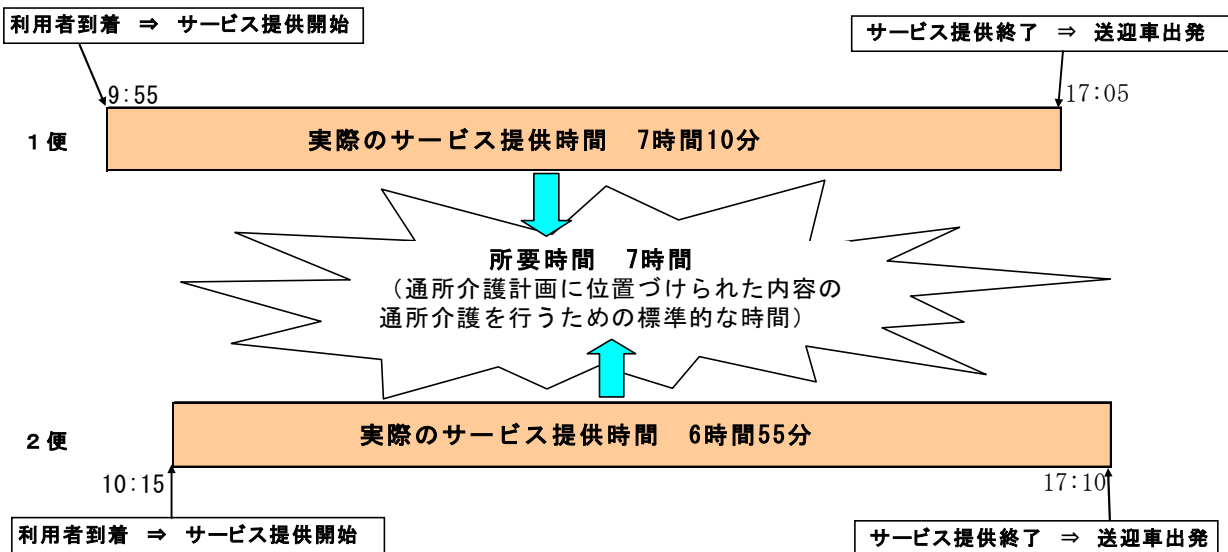 利用者到着 ⇒ サービス提供開始
サービス提供終了 ⇒ 送迎車出発
9:55
17:05
1便
実際のサービス提供時間 7時間10分
所要時間 7時間
（通所介護計画に位置づけられた内容の
通所介護を行うための標準的な時間）
2便
実際のサービス提供時間 6時間55分
10:15
17:10
利用者到着 ⇒ サービス提供開始
サービス提供終了 ⇒ 送迎車出発